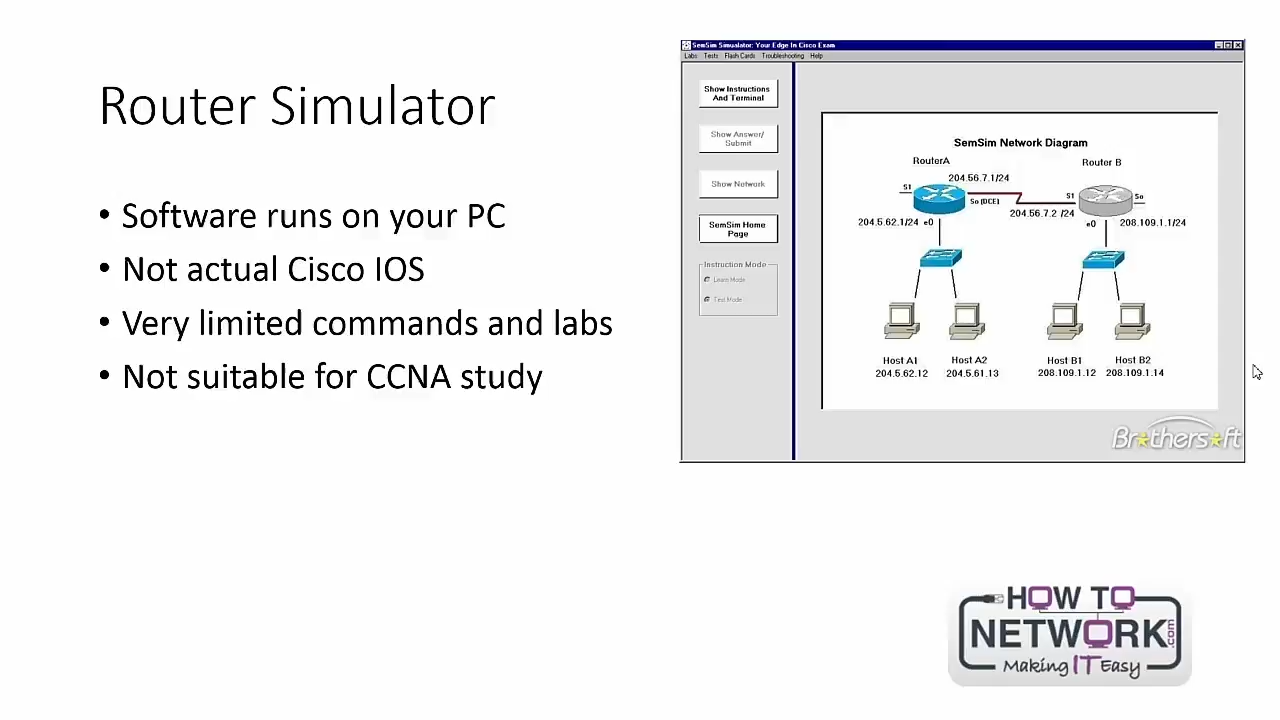 Router Simulator
• Software runs on your PC
• Not actual Cisco IOS
• Very limited commands and labs
• Not suitable for CCNA study
SemSim Simualator: Your Edge In Cisco Exam
Labs Tests Flash Cards Troubleshooting Help
Show Instructions
And Terminal
Show Answer/
Submit
Show Network
SemSim Home
Page
Instruction Mode
Learn Mode
Test Mode
SemSim Network Diagram
RouterA
Router B
204.56.7.1/24
S1
So (DCE)
S1
So
204.56.7.2 /24
204.5.62.1/24 e0
e0
208.109.1.1/24
Host A1
Host A2
Host B1
Host B2
204.5.62.12
204.5.61.13
208.109.1.12
208.109.1.14
Brothersoft
HOW TO
NETWORK.com
Making IT Easy